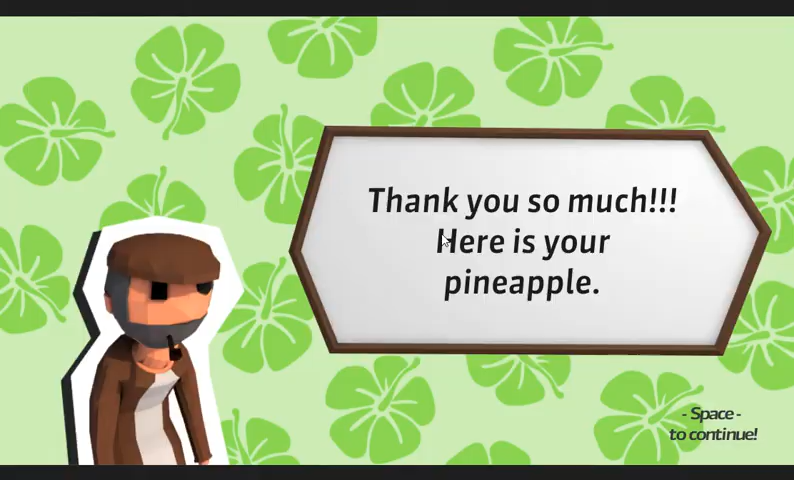 Thank you so much!!!
Here is your
pineapple.
- Space -
to continue!